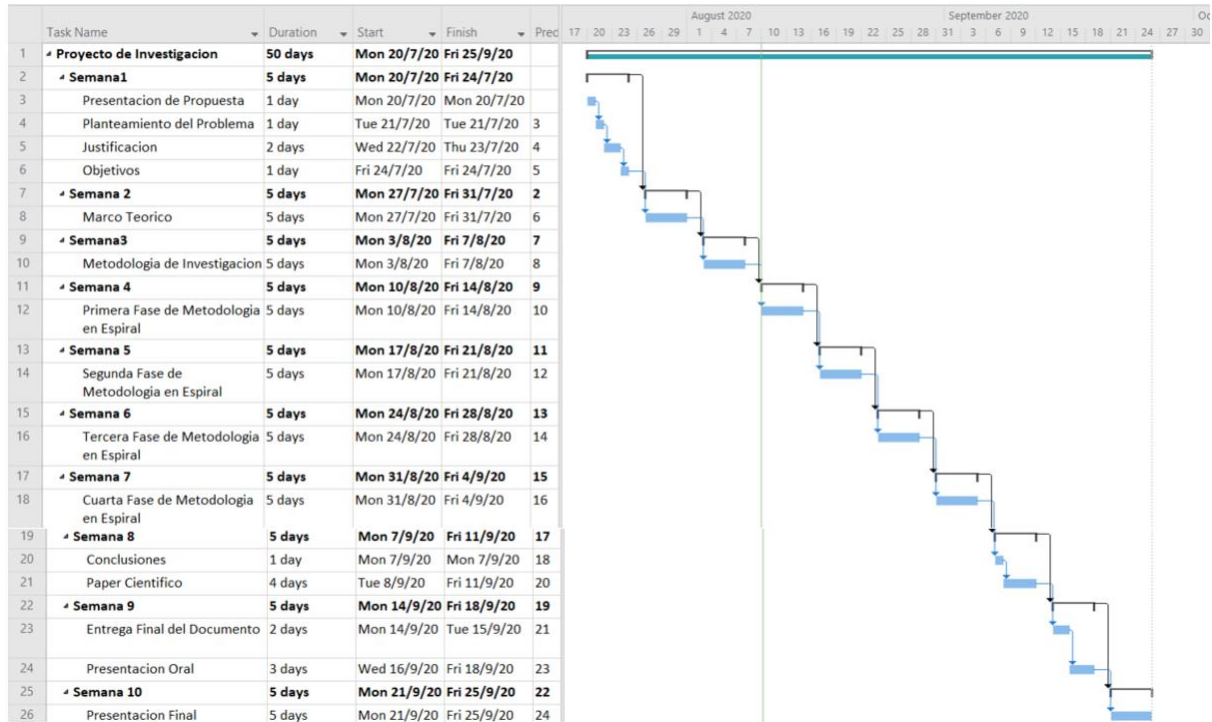 August 2020 September 2020 Oc
Task Name Duration Start Finish Pred 17 20 23 26 29 1 4 7 10 13 16 19 22 25 28 31 3 6 9 12 15 18 21 24 27 30
1 Proyecto de Investigacion 50 days Mon 20/7/20 Fri 25/9/20
2 Semana1 5 days Mon 20/7/20 Fri 24/7/20
3 Presentacion de Propuesta 1 day Mon 20/7/20 Mon 20/7/20
4 Planteamiento del Problema 1 day Tue 21/7/20 Tue 21/7/20 3
5 Justificacion 2 days Wed 22/7/20 Thu 23/7/20 4
6 Objetivos 1 day Fri 24/7/20 Fri 24/7/20 5
7 Semana 2 5 days Mon 27/7/20 Fri 31/7/20 2
8 Marco Teorico 5 days Mon 27/7/20 Fri 31/7/20 6
9 Semana3 5 days Mon 3/8/20 Fri 7/8/20 7
10 Metodologia de Investigacion 5 days Mon 3/8/20 Fri 7/8/20 8
11 Semana 4 5 days Mon 10/8/20 Fri 14/8/20 9
12 Primera Fase de Metodologia 5 days Mon 10/8/20 Fri 14/8/20 10
en Espiral
13 Semana 5 5 days Mon 17/8/20 Fri 21/8/20 11
14 Segunda Fase de 5 days Mon 17/8/20 Fri 21/8/20 12
Metodologia en Espiral
15 Semana 6 5 days Mon 24/8/20 Fri 28/8/20 13
16 Tercera Fase de Metodologia 5 days Mon 24/8/20 Fri 28/8/20 14
en Espiral
17 Semana 7 5 days Mon 31/8/20 Fri 4/9/20 15
18 Cuarta Fase de Metodologia 5 days Mon 31/8/20 Fri 4/9/20 16
en Espiral
19 Semana 8 5 days Mon 7/9/20 Fri 11/9/20 17
20 Conclusiones 1 day Mon 7/9/20 Mon 7/9/20 18
21 Paper Cientifico 4 days Tue 8/9/20 Fri 11/9/20 20
22 Semana 9 5 days Mon 14/9/20 Fri 18/9/20 19
23 Entrega Final del Documento 2 days Mon 14/9/20 Tue 15/9/20 21
24 Presentacion Oral 3 days Wed 16/9/20 Fri 18/9/20 23
25 Semana 10 5 days Mon 21/9/20 Fri 25/9/20 22
26 Presentacion Final 5 days Mon 21/9/20 Fri 25/9/20 24